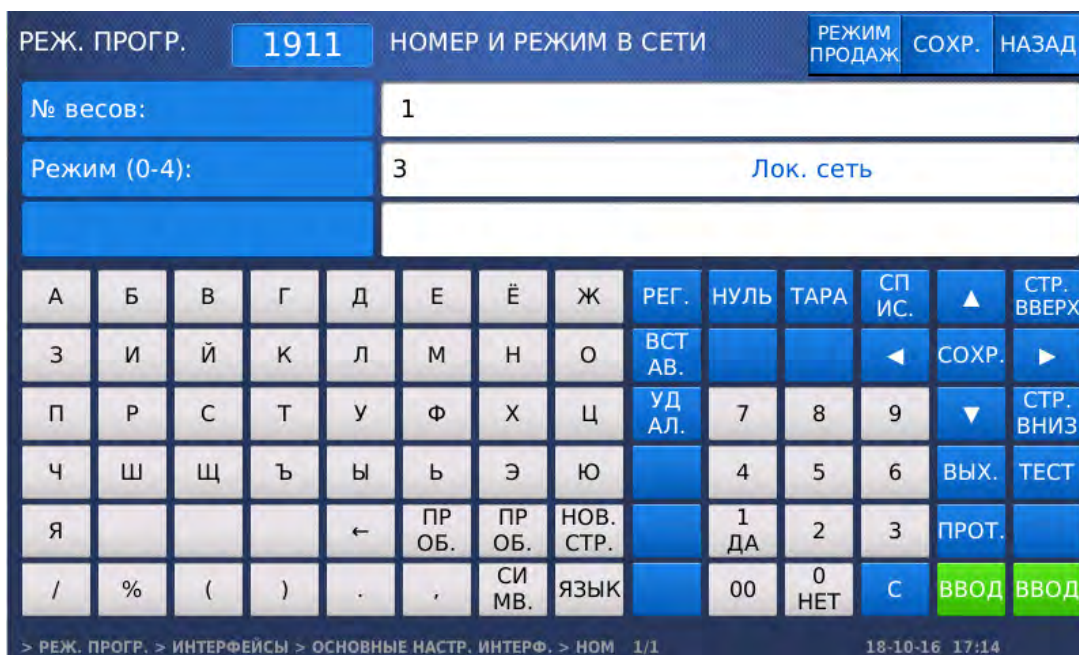 РЕЖ. ПРОГР. 1911 НОМЕР И РЕЖИМ В СЕТИ РЕЖИМ ПРОДАЖ СОХР. НАЗАД
№ весов: 1
Режим (0-4): 3 Лок. сеть
А Б В Г Д Е Ё Ж РЕГ. НУЛЬ ТАРА СП ИС. ▲ СТР. ВВЕРХ
З И Й К Л М Н О ВСТ АВ. ◀ СОХР. ▶
П Р С Т У Ф Х Ц УД АЛ. 7 8 9 ▼ СТР. ВНИЗ
Ч Ш Щ Ъ Ы Ь Э Ю 4 5 6 ВЫХ. ТЕСТ
Я ← ПР ОБ. ПР ОБ. НОВ. СТР. 1 ДА 2 3 ПРОТ.
/ % ( ) . , СИ МВ. ЯЗЫК 00 0 НЕТ С ВВОД ВВОД
> РЕЖ. ПРОГР. > ИНТЕРФЕЙСЫ > ОСНОВНЫЕ НАСТР. ИНТЕРФ. > НОМ 1/1 18-10-16 17:14